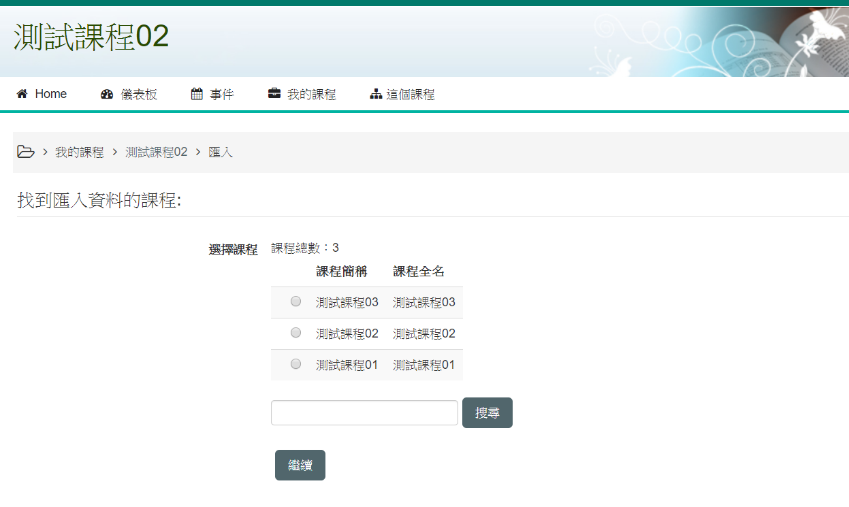 測試課程02
Home 儀表板 事件 我的課程 這個課程
> 我的課程 > 測試課程02 > 匯入
找到匯入資料的課程:
選擇課程 課程總數：3
課程簡稱 課程全名
測試課程03 測試課程03
測試課程02 測試課程02
測試課程01 測試課程01
搜尋
繼續